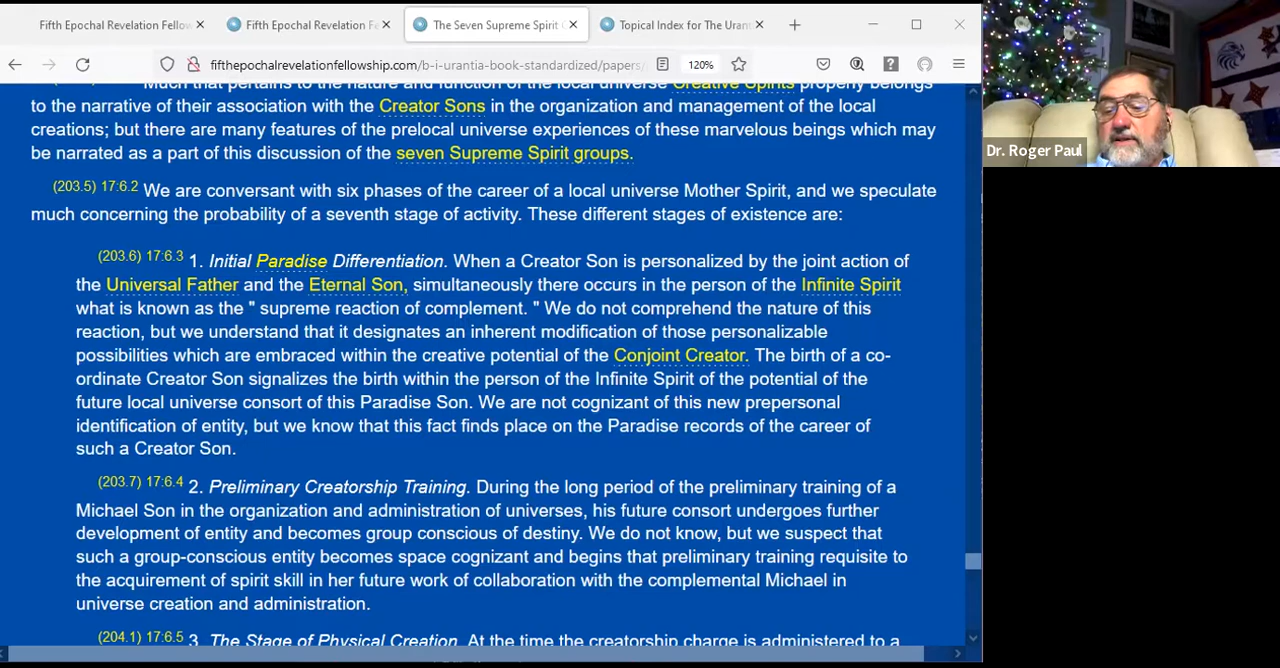 Fifth Epochal Revelation Fellow
Fifth Epochal Revelation Fe
The Seven Supreme Spirit
Topical Index for The Urant
fifthepochalrevelationfellowship.com/b-i-urantia-book-standardized/papers/
120%
Much that pertains to the nature and function of the local universe Creative Spirits properly belongs
to the narrative of their association with the Creator Sons in the organization and management of the local
creations; but there are many features of the prelocal universe experiences of these marvelous beings which may
be narrated as a part of this discussion of the seven Supreme Spirit groups.
(203.5) 17:6.2 We are conversant with six phases of the career of a local universe Mother Spirit, and we speculate
much concerning the probability of a seventh stage of activity. These different stages of existence are:
(203.6) 17:6.3 1. Initial Paradise Differentiation. When a Creator Son is personalized by the joint action of
the Universal Father and the Eternal Son, simultaneously there occurs in the person of the Infinite Spirit
what is known as the " supreme reaction of complement. " We do not comprehend the nature of this
reaction, but we understand that it designates an inherent modification of those personalizable
possibilities which are embraced within the creative potential of the Conjoint Creator. The birth of a co-
ordinate Creator Son signalizes the birth within the person of the Infinite Spirit of the potential of the
future local universe consort of this Paradise Son. We are not cognizant of this new prepersonal
identification of entity, but we know that this fact finds place on the Paradise records of the career of
such a Creator Son.
(203.7) 17:6.4 2. Preliminary Creatorship Training. During the long period of the preliminary training of a
Michael Son in the organization and administration of universes, his future consort undergoes further
development of entity and becomes group conscious of destiny. We do not know, but we suspect that
such a group-conscious entity becomes space cognizant and begins that preliminary training requisite to
the acquirement of spirit skill in her future work of collaboration with the complemental Michael in
universe creation and administration.
(204.1) 17:6.5 3. The Stage of Physical Creation. At the time the creatorship charge is administered to a
Dr. Roger Paul